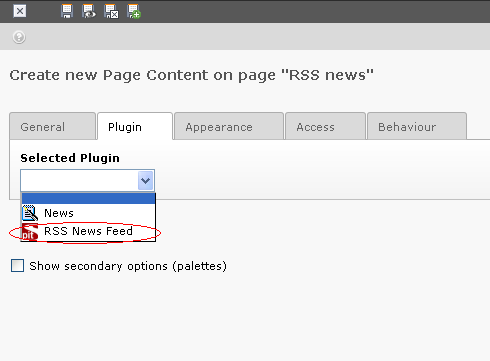 Create new Page Content on page "RSS news"
General Plugin Appearance Access Behaviour
Selected Plugin
News
RSS News Feed
Show secondary options (palettes)